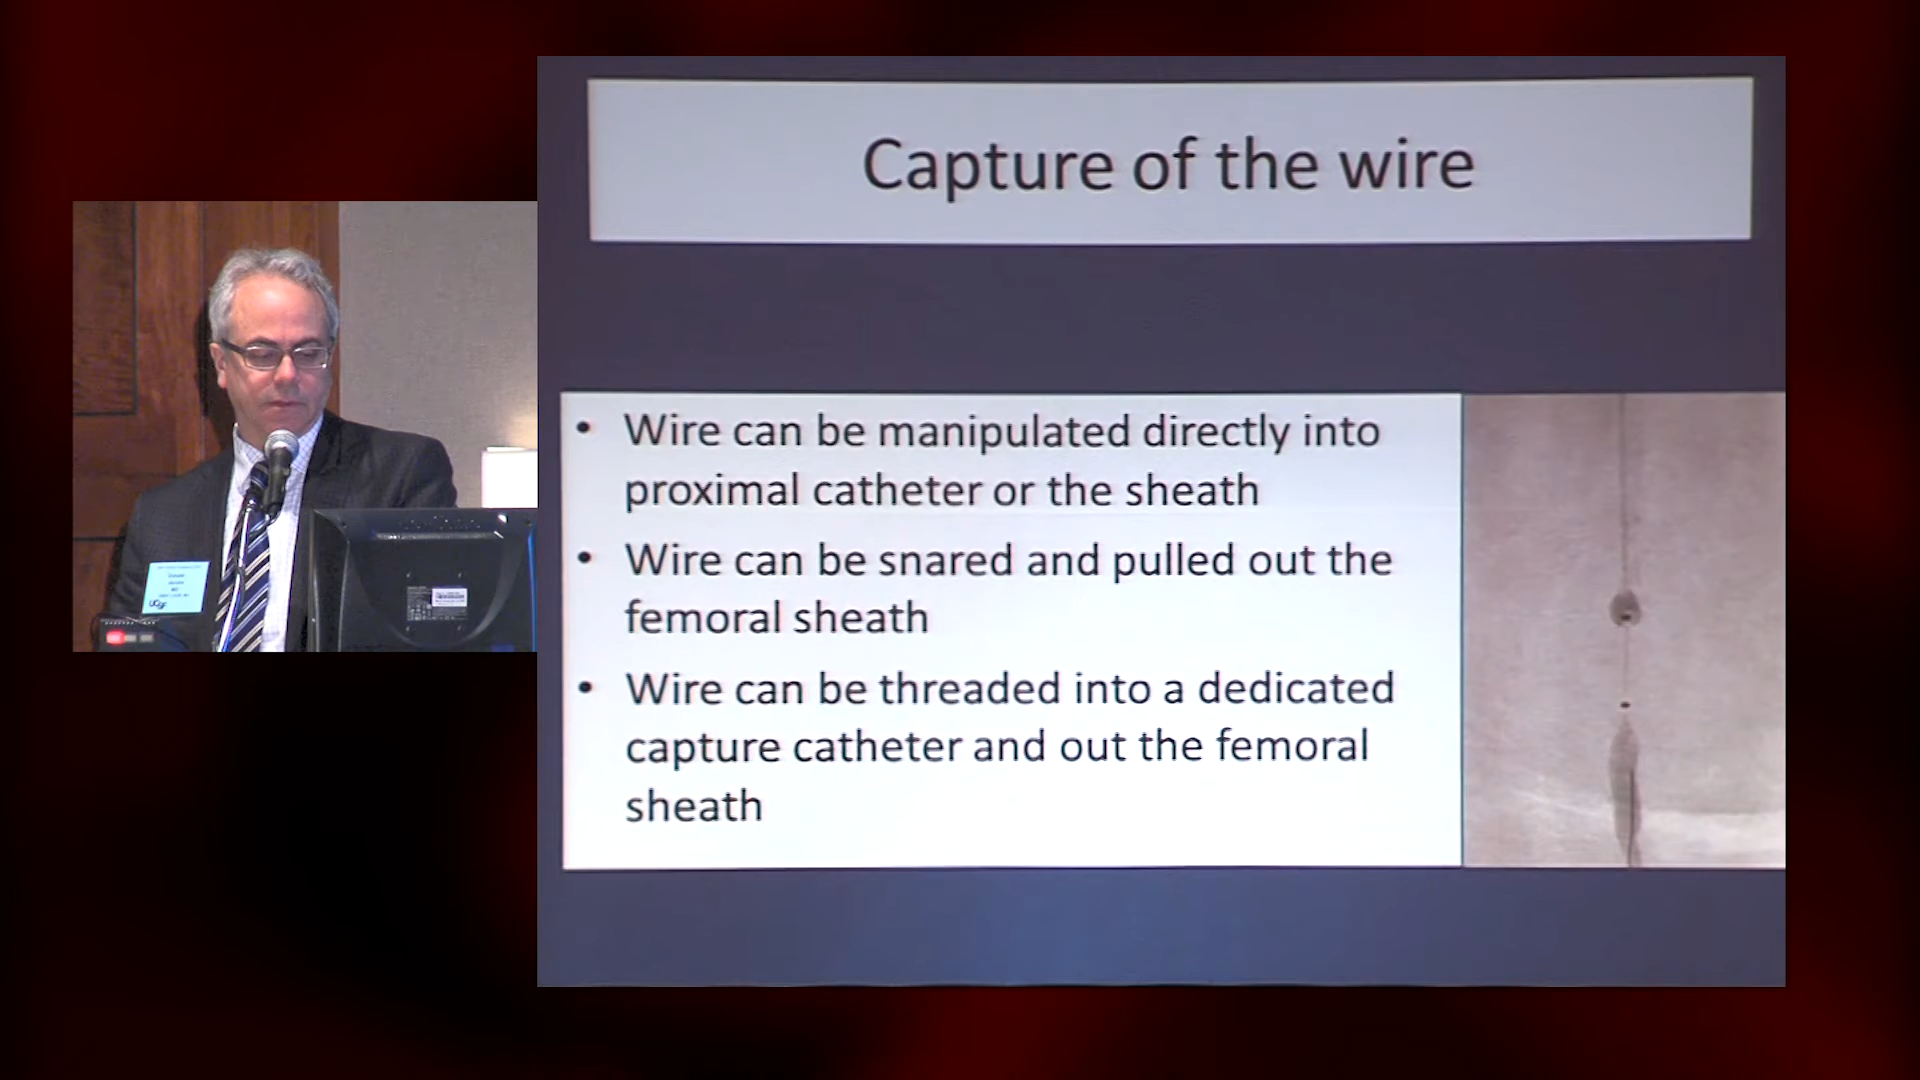 Capture of the wire
• Wire can be manipulated directly into
proximal catheter or the sheath
• Wire can be snared and pulled out the
femoral sheath
• Wire can be threaded into a dedicated
capture catheter and out the femoral
sheath